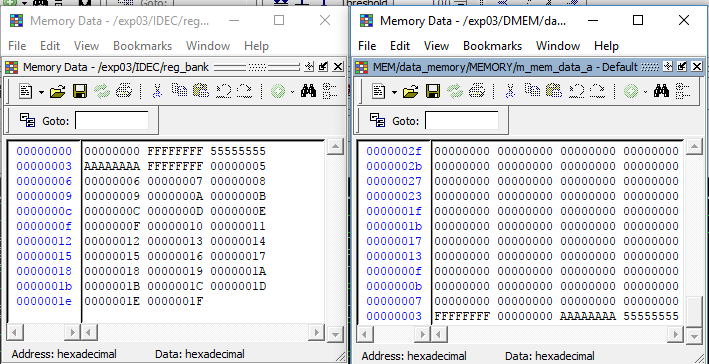 Threshold
Memory Data - /exp03/IDEC/reg...
File Edit View Bookmarks Window Help
Memory Data - /exp03/IDEC/reg_bank
Goto:
00000000 00000000 FFFFFFFF 55555555
00000003 AAAAAAAA FFFFFFFF 00000005
00000006 00000006 00000007 00000008
00000009 00000009 0000000A 0000000B
0000000c 0000000C 0000000D 0000000E
0000000f 0000000F 00000010 00000011
00000012 00000012 00000013 00000014
00000015 00000015 00000016 00000017
00000018 00000018 00000019 0000001A
0000001b 0000001B 0000001C 0000001D
0000001e 0000001E 0000001F
Address: hexadecimal Data: hexadecimal
Memory Data - /exp03/DMEM/da...
File Edit View Bookmarks Window Help
MEM/data_memory/MEMORY/m_mem_data_a - Default
Goto:
0000002f 00000000 00000000 00000000 00000000
0000002b 00000000 00000000 00000000 00000000
00000027 00000000 00000000 00000000 00000000
00000023 00000000 00000000 00000000 00000000
0000001f 00000000 00000000 00000000 00000000
0000001b 00000000 00000000 00000000 00000000
00000017 00000000 00000000 00000000 00000000
00000013 00000000 00000000 00000000 00000000
0000000f 00000000 00000000 00000000 00000000
0000000b 00000000 00000000 00000000 00000000
00000007 00000000 00000000 00000000 00000000
00000003 FFFFFFFF 00000000 AAAAAAAA 55555555
Address: hexadecimal Data: hexadecimal